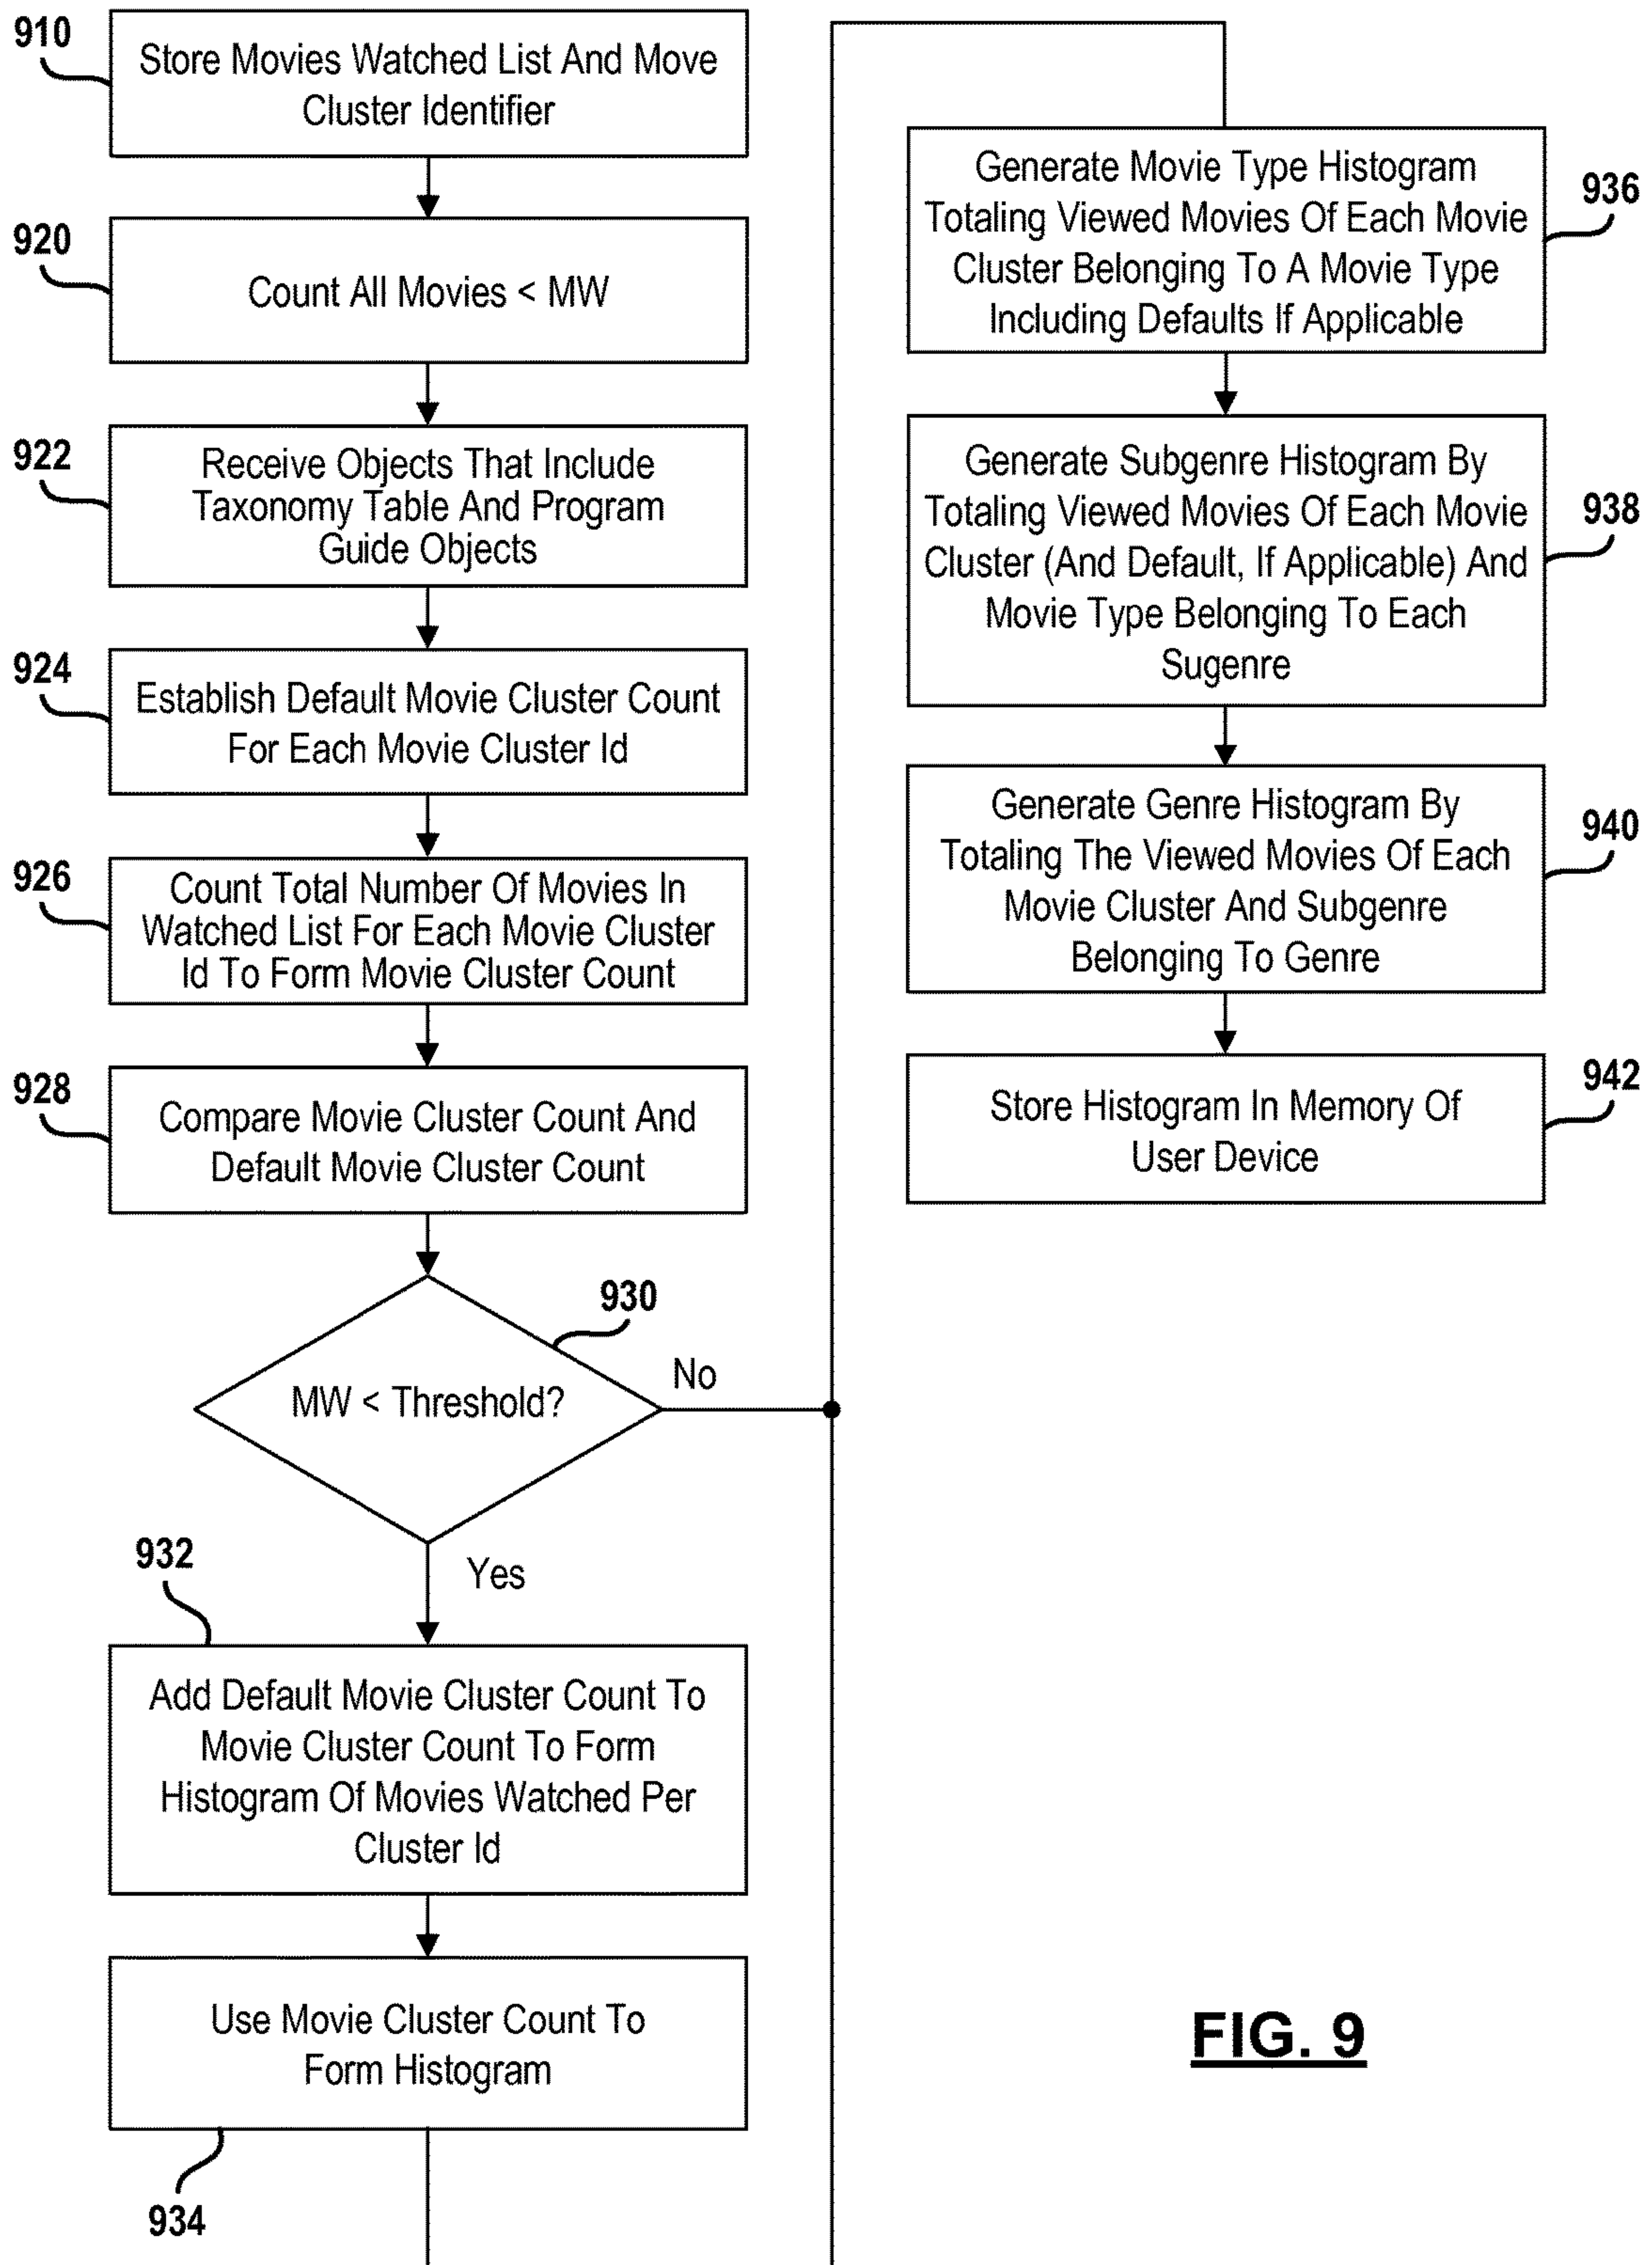 910
Store Movies Watched List And Move
Cluster Identifier
920
Count All Movies < MW
922
Receive Objects That Include
Taxonomy Table And Program
Guide Objects
924
Establish Default Movie Cluster Count
For Each Movie Cluster Id
926
Count Total Number Of Movies In
Watched List For Each Movie Cluster
Id To Form Movie Cluster Count
928
Compare Movie Cluster Count And
Default Movie Cluster Count
930
MW < Threshold?
No
Yes
932
Add Default Movie Cluster Count To
Movie Cluster Count To Form
Histogram Of Movies Watched Per
Cluster Id
Use Movie Cluster Count To
Form Histogram
934
Generate Movie Type Histogram
Totaling Viewed Movies Of Each Movie
Cluster Belonging To A Movie Type
Including Defaults If Applicable
936
Generate Subgenre Histogram By
Totaling Viewed Movies Of Each Movie
Cluster (And Default, If Applicable) And
Movie Type Belonging To Each
Sugenre
938
Generate Genre Histogram By
Totaling The Viewed Movies Of Each
Movie Cluster And Subgenre
Belonging To Genre
940
Store Histogram In Memory Of
User Device
942
FIG. 9